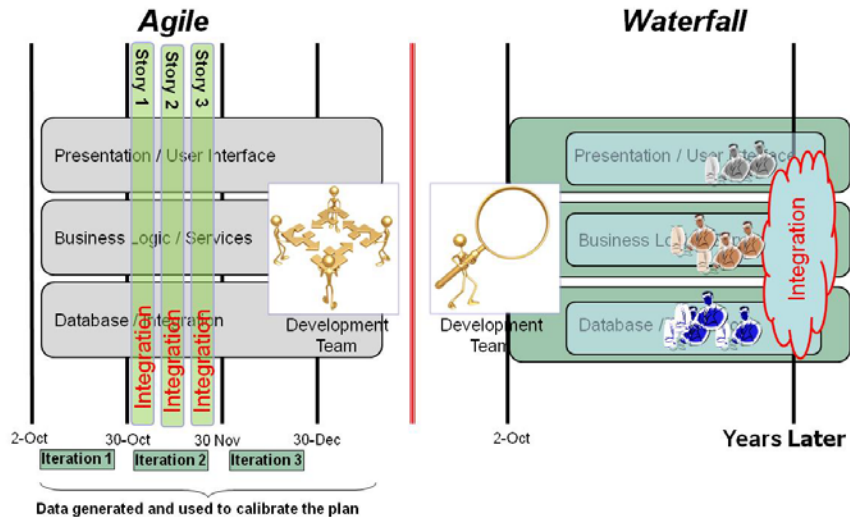 Agile
Waterfall
Story 1
Story 2
Story 3
Presentation / User Interface
Business Logic / Services
Database / Integration
Integration
Integration
Integration
Development
Team
2-Oct
30-Oct
30 Nov
30-Dec
Iteration 1
Iteration 2
Iteration 3
Data generated and used to calibrate the plan
Presentation / User Interface
Business Lo
Database /
Integration
Development
Team
2-Oct
Years Later